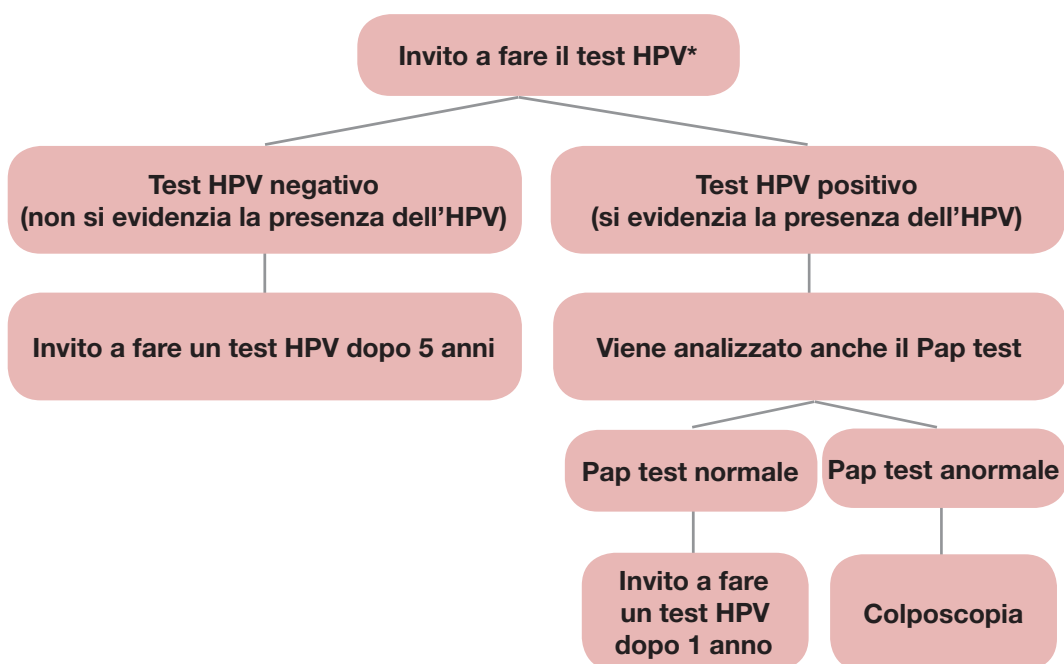 Invito a fare il test HPV*
Test HPV negativo
(non si evidenzia la presenza dell'HPV)
Test HPV positivo
(si evidenzia la presenza dell'HPV)
Invito a fare un test HPV dopo 5 anni
Viene analizzato anche il Pap test
Pap test normale
Pap test anormale
Invito a fare
un test HPV
dopo 1 anno
Colposcopia